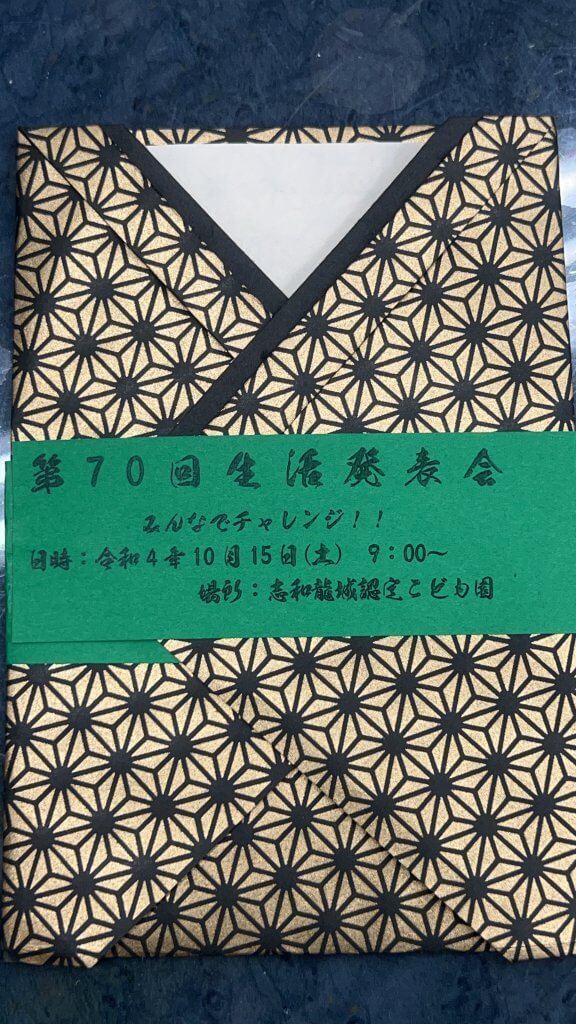 第70回生活発表会
みんなでチャレンジ！！
日時：令和4年10月15日(土) 9：00～
場所：志和龍城認定こども園